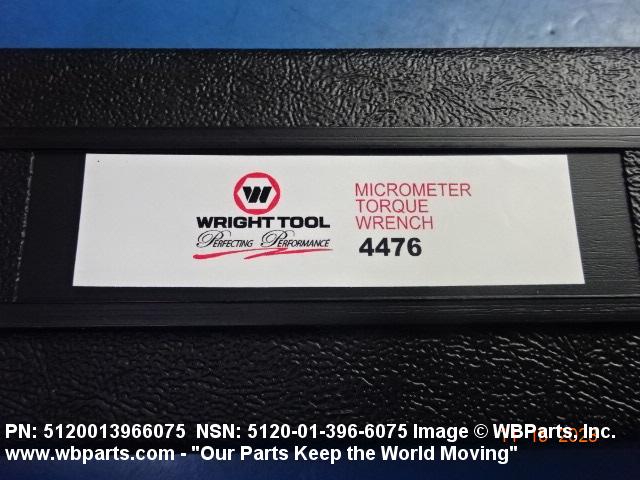 W
WRIGHT TOOL
PERFECTING PERFORMANCE
MICROMETER
TORQUE
WRENCH
4476
PN: 5120013966075 NSN: 5120-01-396-6075 Image © WBParts, Inc.
www.wbparts.com - "Our Parts Keep the World Moving"